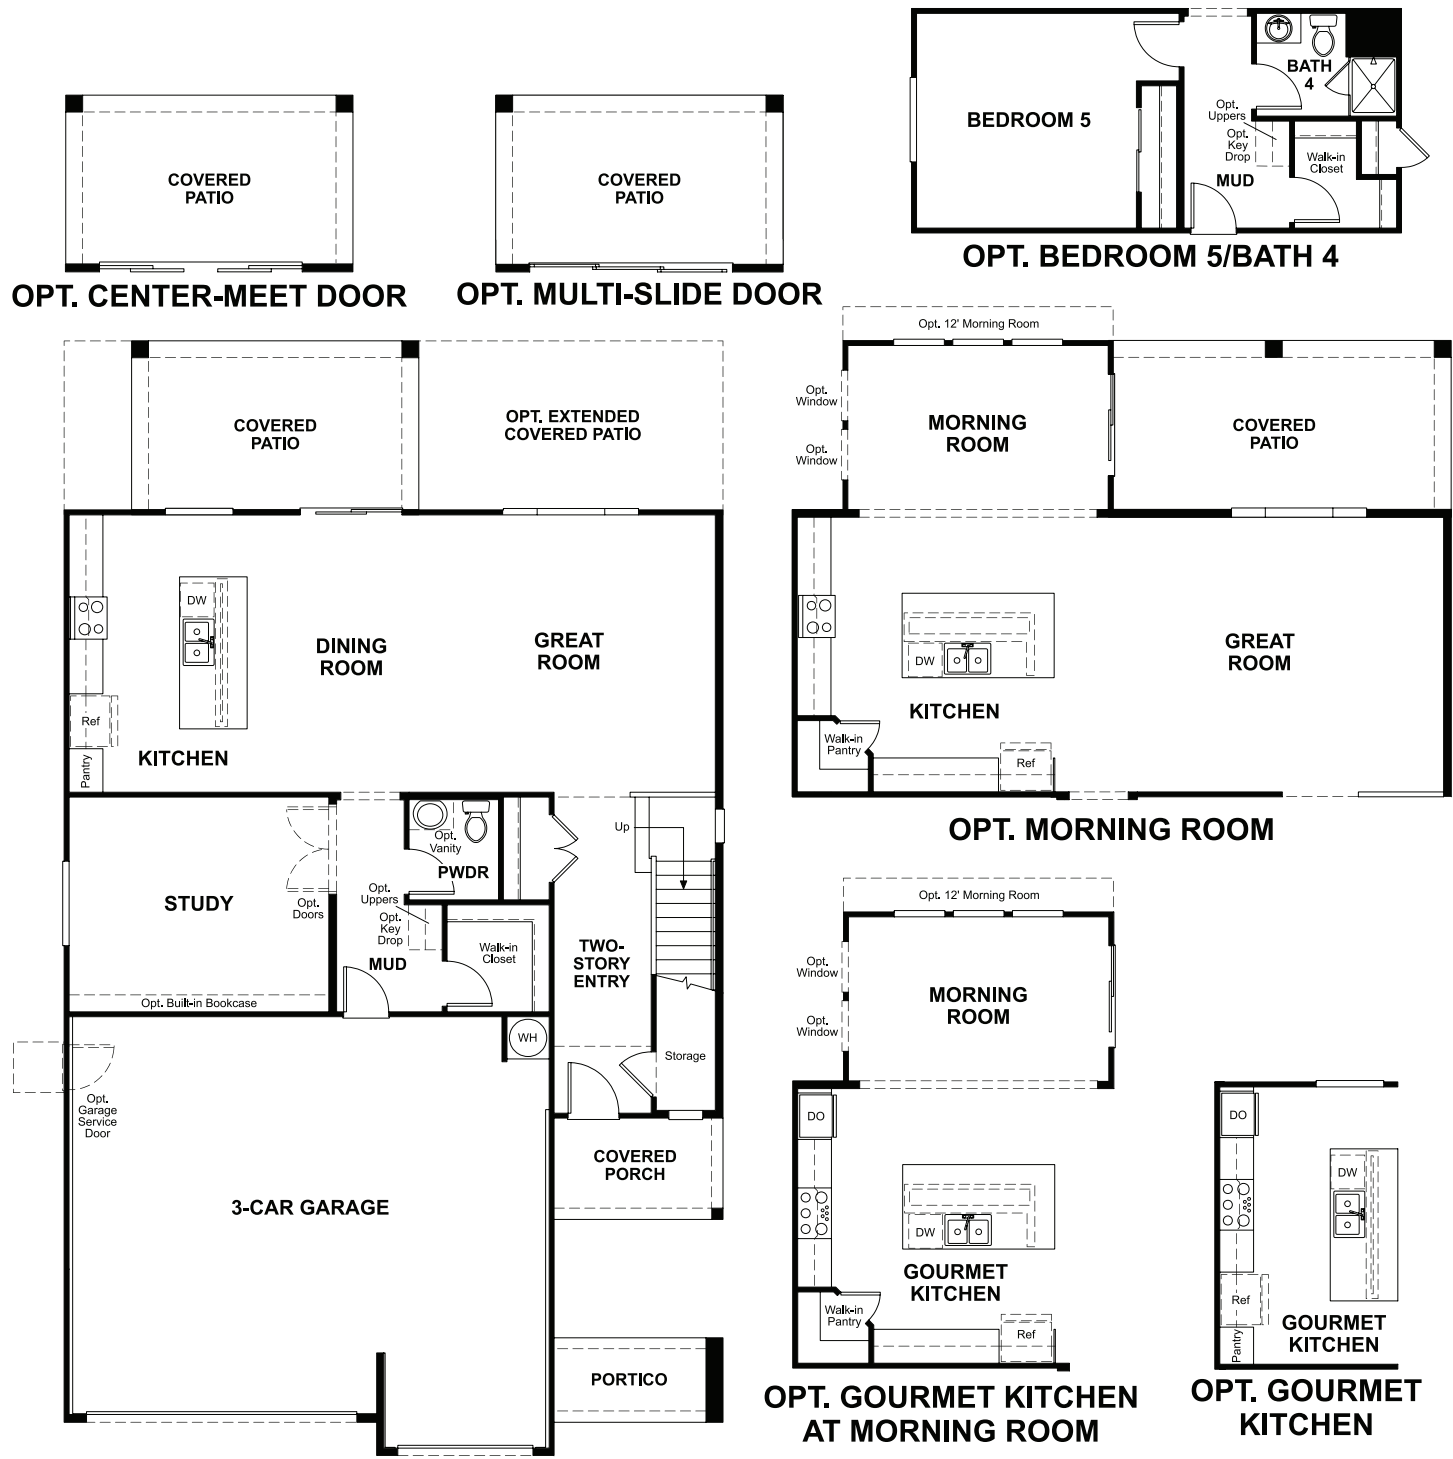 COVERED
PATIO
OPT. CENTER-MEET DOOR
COVERED
PATIO
OPT. MULTI-SLIDE DOOR
BEDROOM 5
BATH
4
Opt.
Uppers
Opt.
Key
Drop
MUD
Walk-in
Closet
OPT. BEDROOM 5/BATH 4
COVERED
PATIO
OPT. EXTENDED
COVERED PATIO
DW
DINING
ROOM
GREAT
ROOM
Ref
KITCHEN
Pantry
STUDY
Opt.
Doors
Opt. Built-in Bookcase
Opt.
Vanity
PWDR
Opt.
Uppers
Opt.
Key
Drop
MUD
Walk-in
Closet
Up
TWO-
STORY
ENTRY
WH
Storage
Opt.
Garage
Service
Door
3-CAR GARAGE
COVERED
PORCH
PORTICO
Opt. 12' Morning Room
Opt.
Window
Opt.
Window
MORNING
ROOM
COVERED
PATIO
DW
GREAT
ROOM
KITCHEN
Walk-in
Pantry
Ref
OPT. MORNING ROOM
Opt. 12' Morning Room
Opt.
Window
Opt.
Window
MORNING
ROOM
DO
DW
GOURMET
KITCHEN
Walk-in
Pantry
Ref
OPT. GOURMET KITCHEN
AT MORNING ROOM
DO
DW
Ref
GOURMET
KITCHEN
Pantry
OPT. GOURMET
KITCHEN